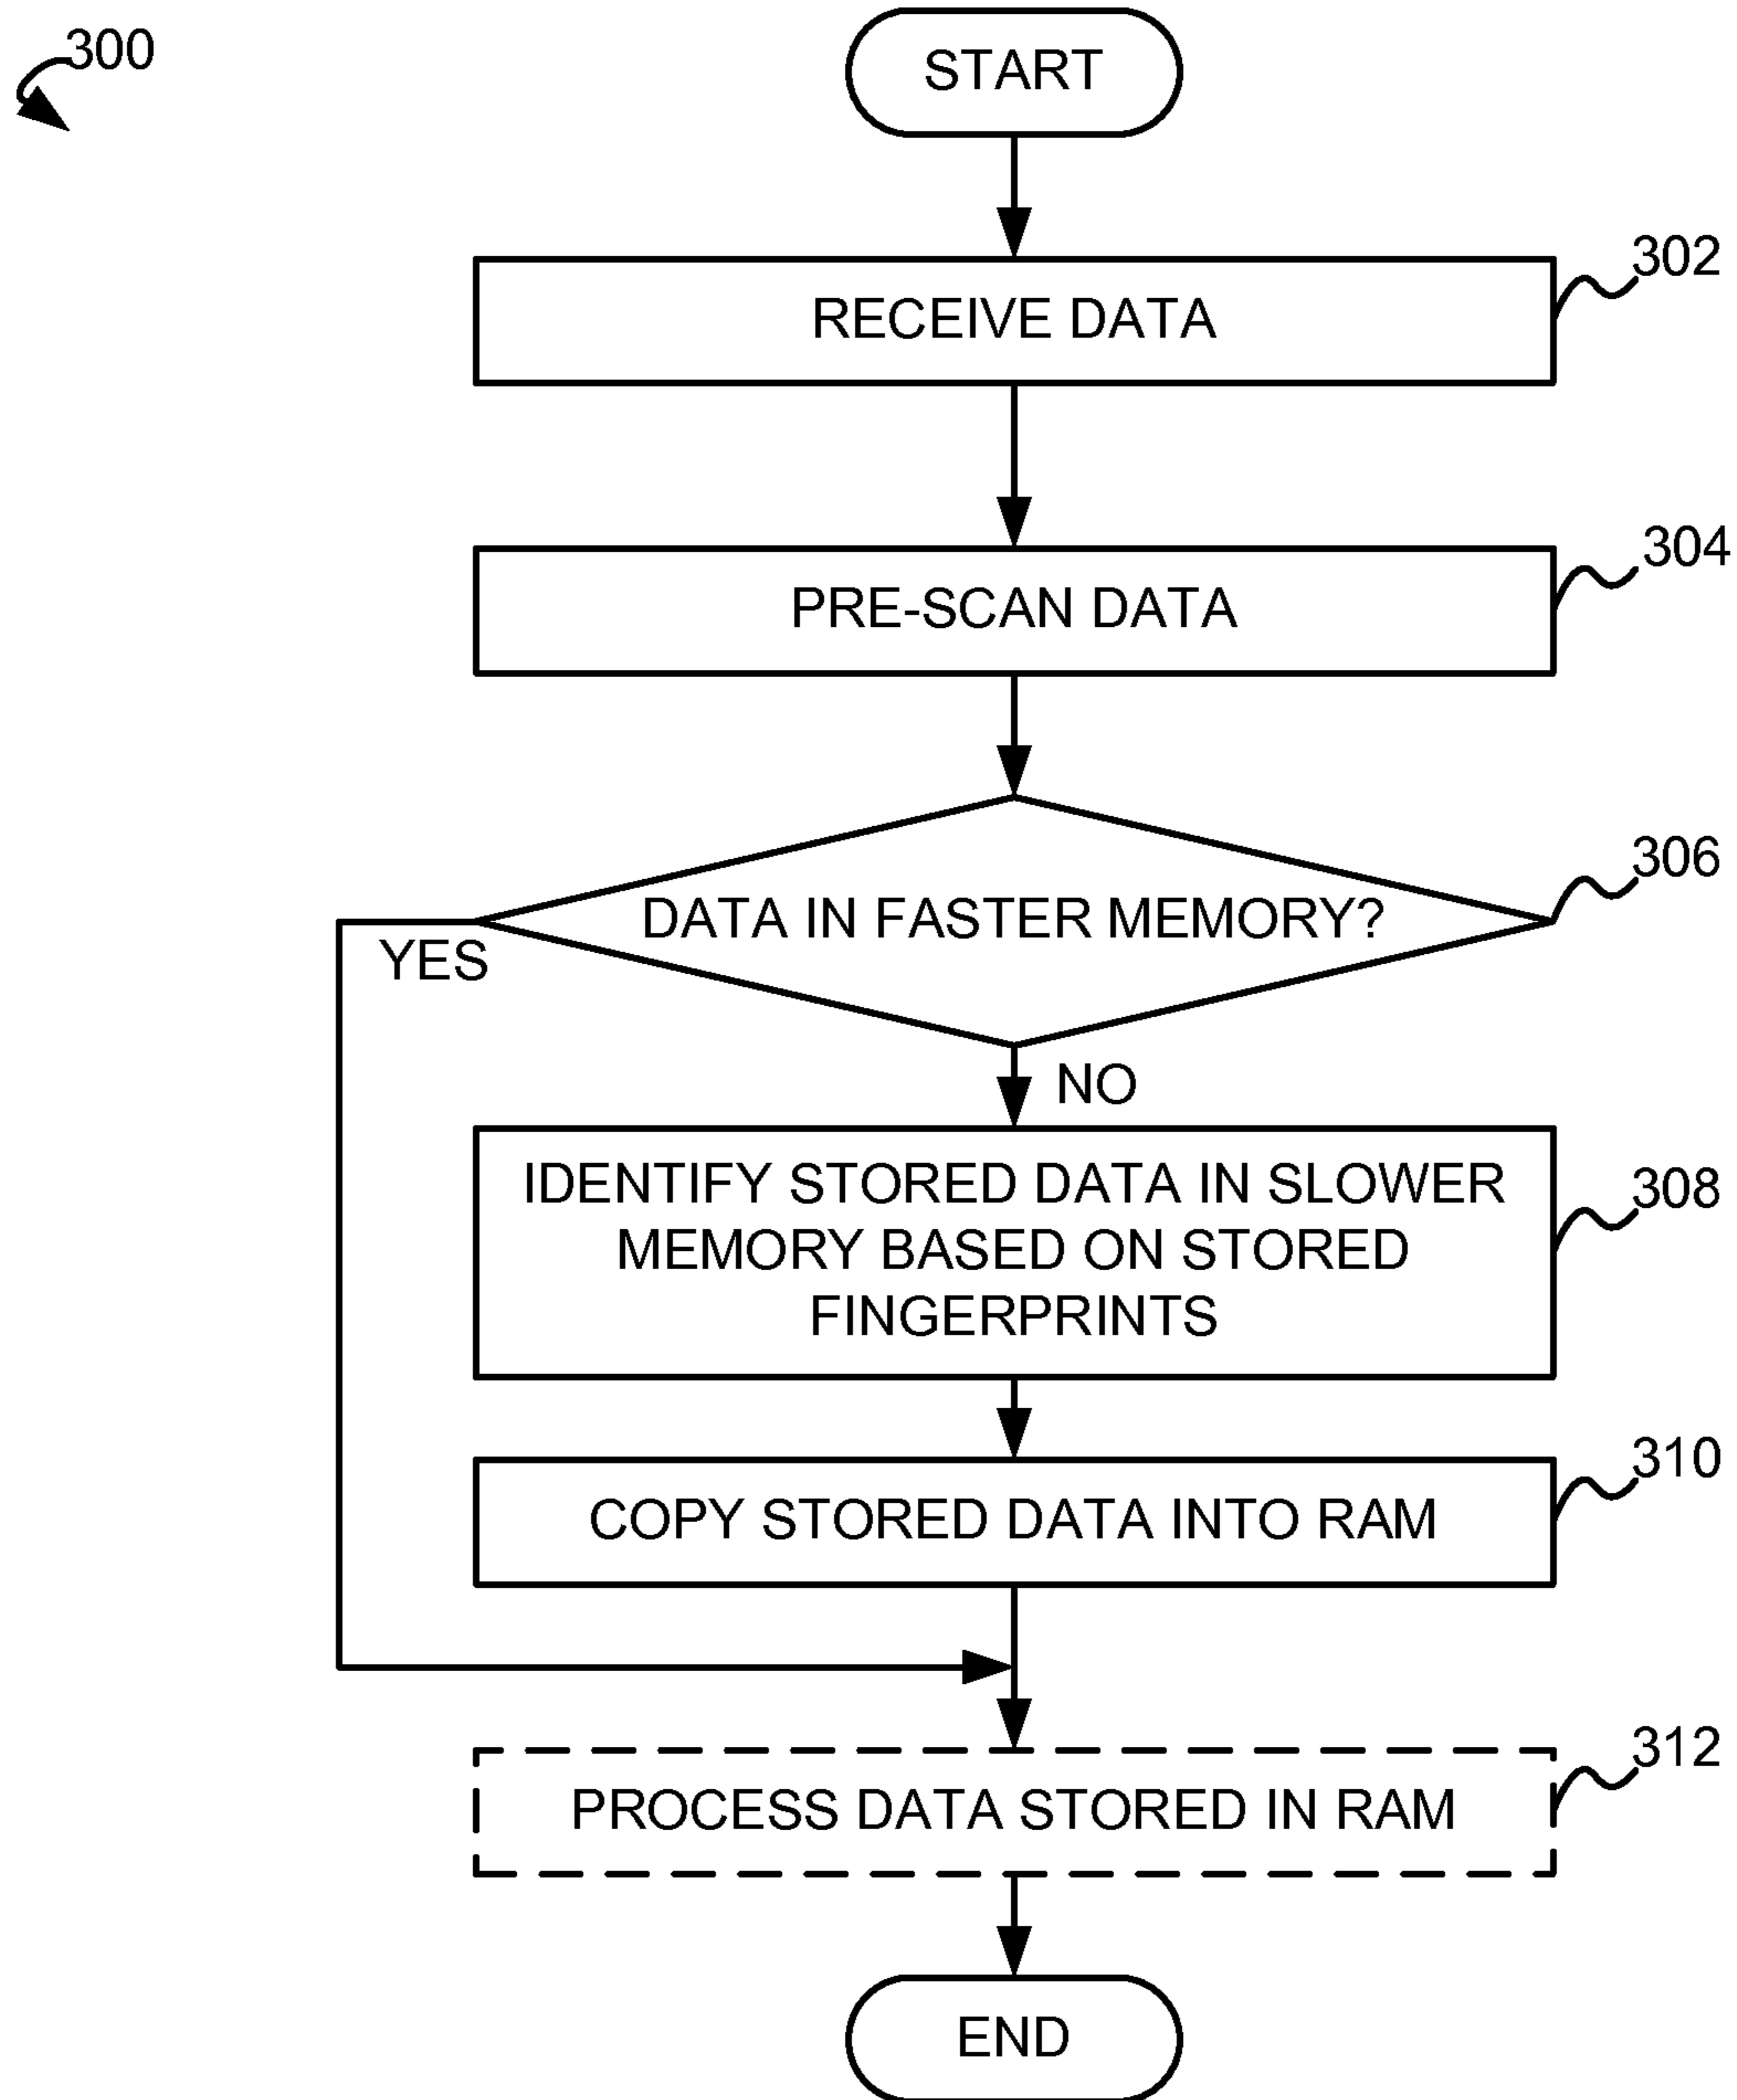 300
START
302
RECEIVE DATA
304
PRE-SCAN DATA
306
DATA IN FASTER MEMORY?
YES
NO
IDENTIFY STORED DATA IN SLOWER
308
MEMORY BASED ON STORED
FINGERPRINTS
310
COPY STORED DATA INTO RAM
312
PROCESS DATA STORED IN RAM
END